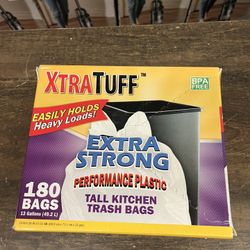 XTRATUFF™
BPA
FREE
EASILY HOLDS
Heavy Loads!
EXTRA
STRONG
PERFORMANCE PLASTIC
180
BAGS
13 Gallons (49.2 L)
TALL KITCHEN
TRASH BAGS